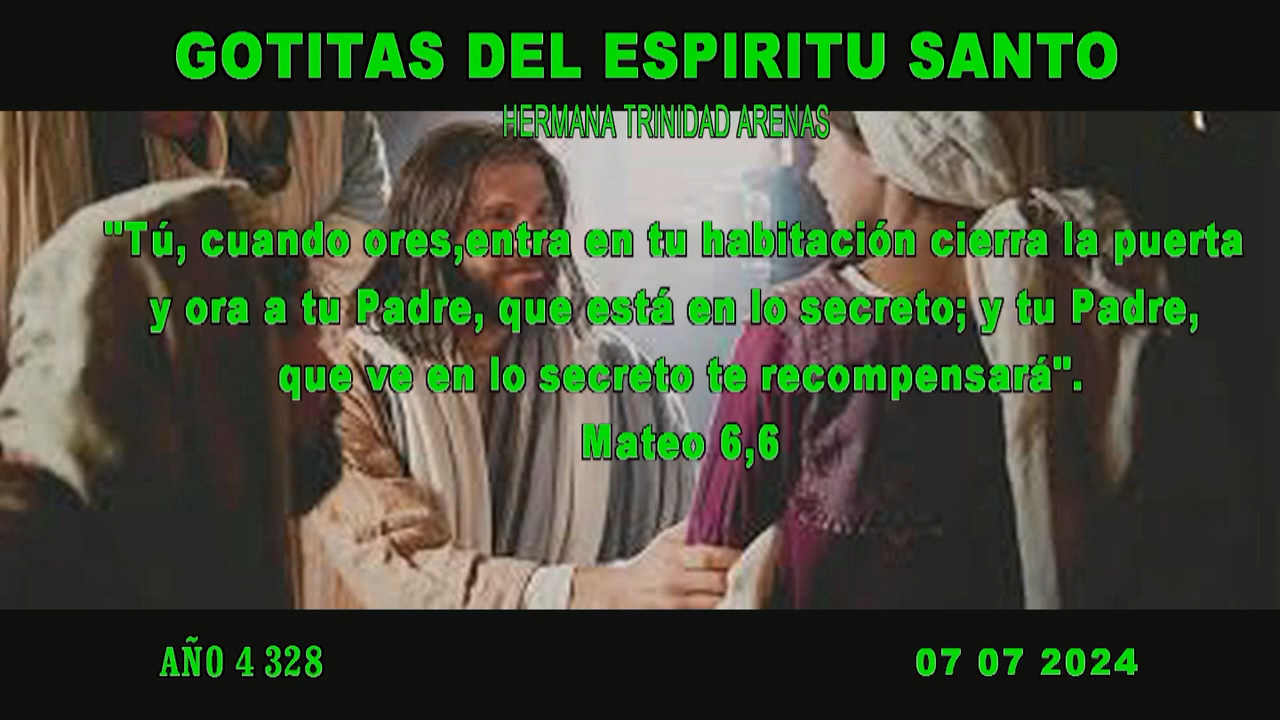 GOTITAS DEL ESPIRITU SANTO
HERMANA TRINIDAD ARENAS
"Tú, cuando ores,entra en tu habitación cierra la puerta
y ora a tu Padre, que está en lo secreto; y tu Padre,
que ve en lo secreto te recompensará".
Mateo 6,6
AÑO 4 328
07 07 2024